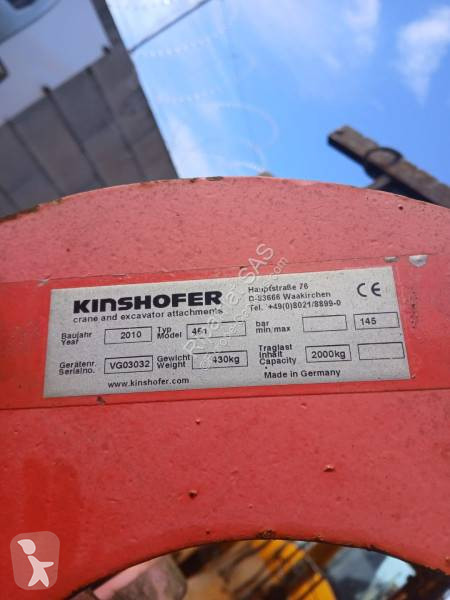 KINSHOFER
crane and excavator attachments
Hauptstraße 76
D-83666 Waakirchen
Tel. +49(0)8021/8899-0
CE
Baujahr Year 2010 Typ Model 451 bar min.max 145
Gerätenr. Serialno. VG03032 Gewicht Weight 430kg Traglast Inhalt Capacity 2000kg
www.kinshofer.com Made in Germany